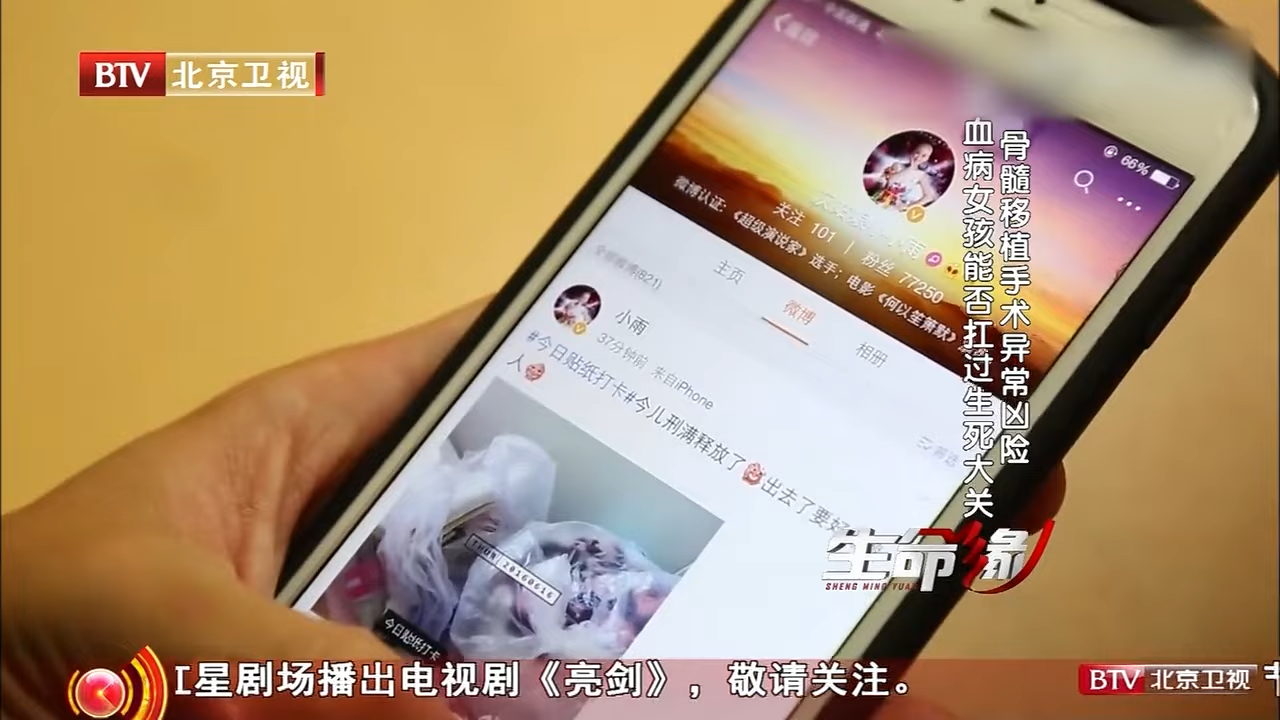 BTV 北京卫视
66%
关注 101 | 粉丝 77250
微博认证:《超级演说家》选手;电影《何以笙箫默》
主页
微博
相册
(821)
小雨
37分钟前 来自iPhone
#今日贴纸打卡#今儿刑满释放了 出去了要好
人
THUR 20160616
今日贴纸打卡
骨髓移植手术异常凶险
血病女孩能否扛过生死大关
生命缘
SHENG MING YUAN
星剧场播出电视剧《亮剑》,敬请关注。
BTV 北京卫视